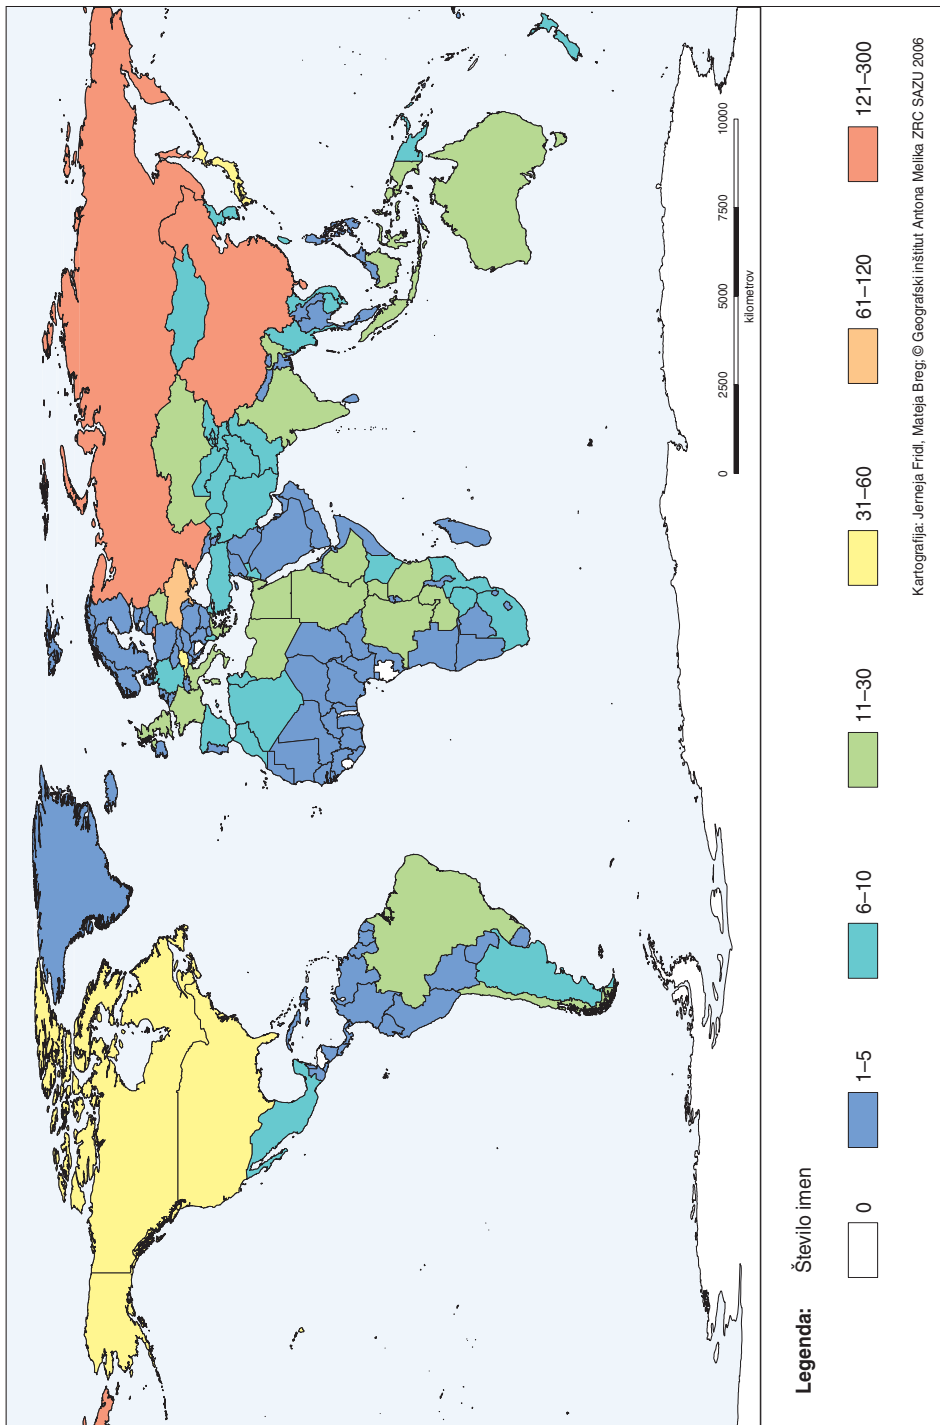 0 2500 5000 7500 10000
kilometrov
Legenda: Število imen
0 1–5 6–10 11–30 31–60 61–120 121–300
Kartografija: Jerneja Fridl, Mateja Breg; © Geografski inštitut Antona Melika ZRC SAZU 2006